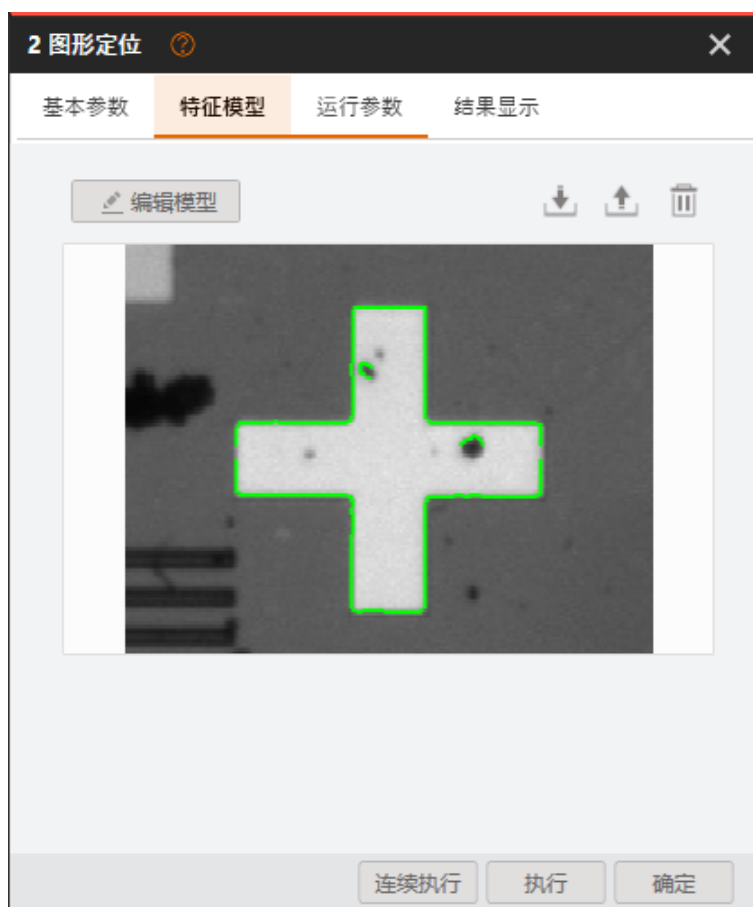 2 图形定位 ?
基本参数 特征模型 运行参数 结果显示
编辑模型
连续执行 执行 确定